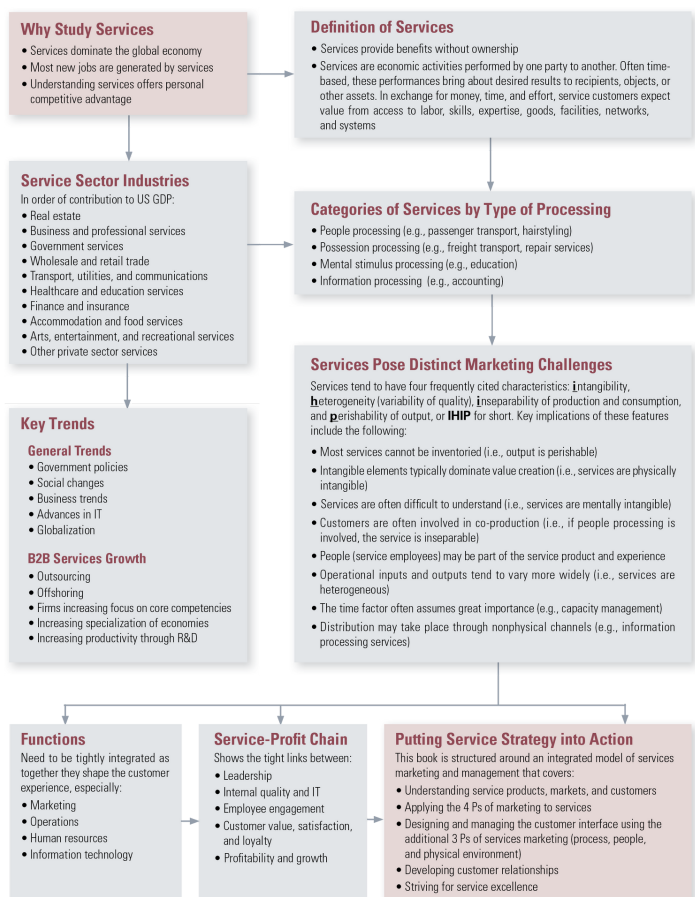 Why Study Services
• Services dominate the global economy
• Most new jobs are generated by services
• Understanding services offers personal
competitive advantage
Definition of Services
• Services provide benefits without ownership
• Services are economic activities performed by one party to another. Often time-
based, these performances bring about desired results to recipients, objects, or
other assets. In exchange for money, time, and effort, service customers expect
value from access to labor, skills, expertise, goods, facilities, networks,
and systems
Service Sector Industries
In order of contribution to US GDP:
• Real estate
• Business and professional services
• Government services
• Wholesale and retail trade
• Transport, utilities, and communications
• Healthcare and education services
• Finance and insurance
• Accommodation and food services
• Arts, entertainment, and recreational services
• Other private sector services
Categories of Services by Type of Processing
• People processing (e.g., passenger transport, hairstyling)
• Possession processing (e.g., freight transport, repair services)
• Mental stimulus processing (e.g., education)
• Information processing (e.g., accounting)
Key Trends
General Trends
• Government policies
• Social changes
• Business trends
• Advances in IT
• Globalization
B2B Services Growth
• Outsourcing
• Offshoring
• Firms increasing focus on core competencies
• Increasing specialization of economies
• Increasing productivity through R&D
Services Pose Distinct Marketing Challenges
Services tend to have four frequently cited characteristics: intangibility,
heterogeneity (variability of quality), inseparability of production and consumption,
and perishability of output, or IHIP for short. Key implications of these features
include the following:
• Most services cannot be inventoried (i.e., output is perishable)
• Intangible elements typically dominate value creation (i.e., services are physically
intangible)
• Services are often difficult to understand (i.e., services are mentally intangible)
• Customers are often involved in co-production (i.e., if people processing is
involved, the service is inseparable)
• People (service employees) may be part of the service product and experience
• Operational inputs and outputs tend to vary more widely (i.e., services are
heterogeneous)
• The time factor often assumes great importance (e.g., capacity management)
• Distribution may take place through nonphysical channels (e.g., information
processing services)
Functions
Need to be tightly integrated as
together they shape the customer
experience, especially:
• Marketing
• Operations
• Human resources
• Information technology
Service-Profit Chain
Shows the tight links between:
• Leadership
• Internal quality and IT
• Employee engagement
• Customer value, satisfaction,
and loyalty
• Profitability and growth
Putting Service Strategy into Action
This book is structured around an integrated model of services
marketing and management that covers:
• Understanding service products, markets, and customers
• Applying the 4 Ps of marketing to services
• Designing and managing the customer interface using the
additional 3 Ps of services marketing (process, people,
and physical environment)
• Developing customer relationships
• Striving for service excellence